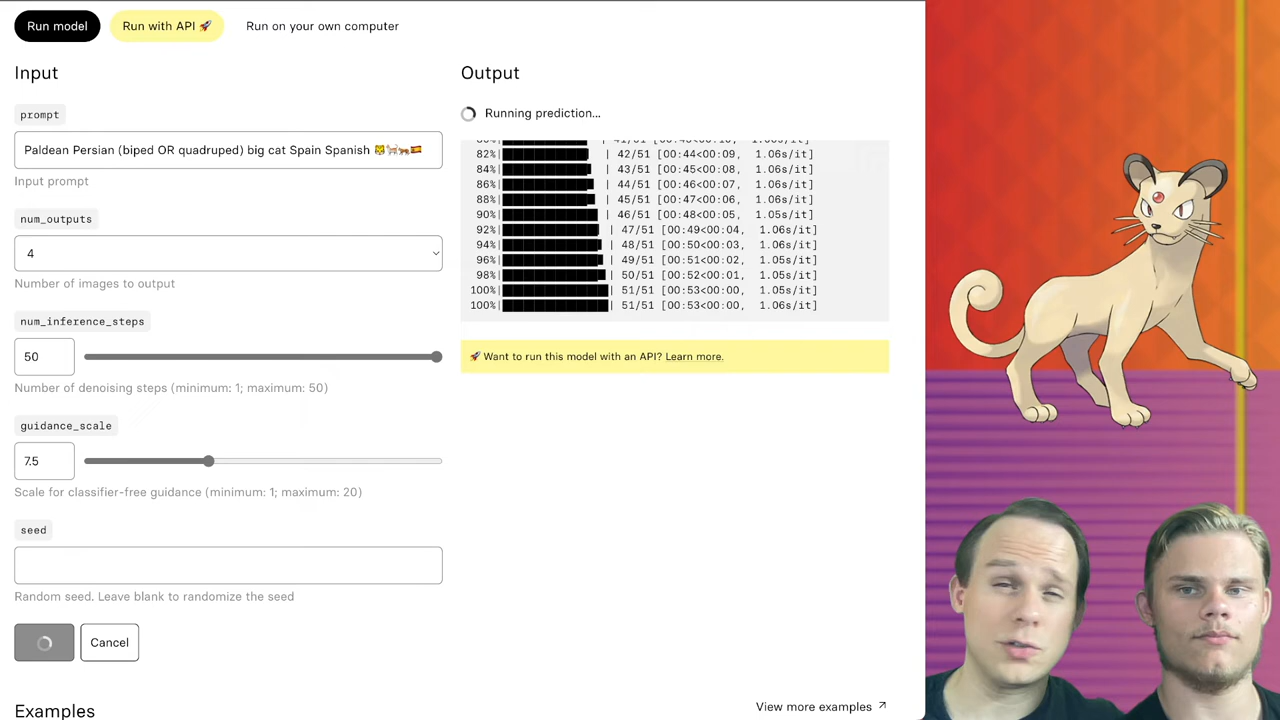 Run model
Run with API 🚀
Run on your own computer
Input
prompt
Paldean Persian (biped OR quadruped) big cat Spain Spanish 🐯🐈🐆🇪🇸
Input prompt
num_outputs
4
Number of images to output
num_inference_steps
50
Number of denoising steps (minimum: 1; maximum: 50)
guidance_scale
7.5
Scale for classifier-free guidance (minimum: 1; maximum: 20)
seed
Random seed. Leave blank to randomize the seed
Cancel
Examples
Output
Running prediction...
82%| | 42/51 [00:44<00:09, 1.06s/it]
84%| | 43/51 [00:45<00:08, 1.06s/it]
86%| | 44/51 [00:46<00:07, 1.06s/it]
88%| | 45/51 [00:47<00:06, 1.06s/it]
90%| | 46/51 [00:48<00:05, 1.05s/it]
92%| | 47/51 [00:49<00:04, 1.06s/it]
94%| | 48/51 [00:50<00:03, 1.06s/it]
96%| | 49/51 [00:51<00:02, 1.05s/it]
98%| | 50/51 [00:52<00:01, 1.05s/it]
100%| | 51/51 [00:53<00:00, 1.05s/it]
100%| | 51/51 [00:53<00:00, 1.06s/it]
🚀 Want to run this model with an API? Learn more.
View more examples ↗